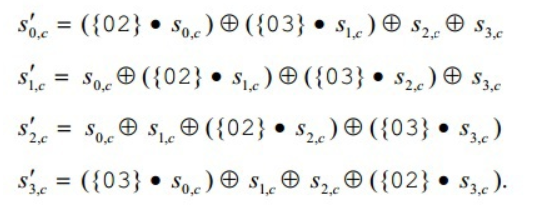 s′0,c = ({02} • s0,c) ⊕ ({03} • s1,c) ⊕ s2,c ⊕ s3,c
s′1,c = s0,c ⊕ ({02} • s1,c) ⊕ ({03} • s2,c) ⊕ s3,c
s′2,c = s0,c ⊕ s1,c ⊕ ({02} • s2,c) ⊕ ({03} • s3,c)
s′3,c = ({03} • s0,c) ⊕ s1,c ⊕ s2,c ⊕ ({02} • s3,c).